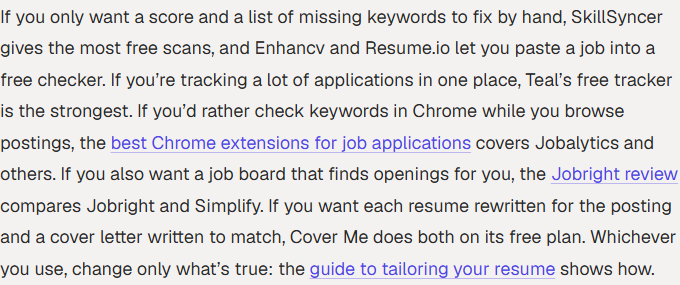 If you only want a score and a list of missing keywords to fix by hand, SkillSyncer
gives the most free scans, and Enhancv and Resume.io let you paste a job into a
free checker. If you’re tracking a lot of applications in one place, Teal’s free tracker
is the strongest. If you’d rather check keywords in Chrome while you browse
postings, the best Chrome extensions for job applications covers Jobalytics and
others. If you also want a job board that finds openings for you, the Jobright review
compares Jobright and Simplify. If you want each resume rewritten for the posting
and a cover letter written to match, Cover Me does both on its free plan. Whichever
you use, change only what’s true: the guide to tailoring your resume shows how.